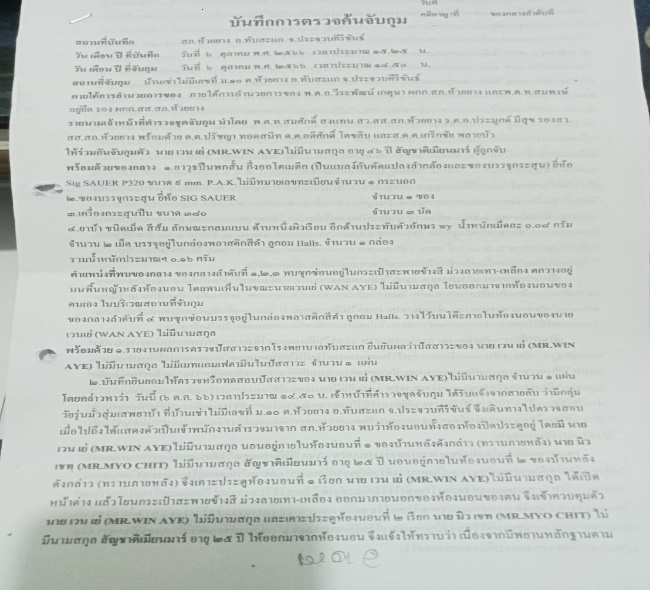 วันที่
บันทึกการตรวจค้นจับกุม
คดีอาญาที่ ของกลางลำดับที่
สถานที่บันทึก สภ.ห้วยยาง อ.ทับสะแก จ.ประจวบคีรีขันธ์
วัน เดือน ปี ที่บันทึก วันที่ ๖ ตุลาคม พ.ศ. ๒๕๖๖ เวลาประมาณ ๑๕.๒๕ น.
วัน เดือน ปี ที่จับกุม วันที่ ๖ ตุลาคม พ.ศ. ๒๕๖๖ เวลาประมาณ ๑๔.๕๐ น.
สถานที่จับกุม บ้านเช่าไม่มีเลขที่ ม.๑๐ ต.ห้วยยาง อ.ทับสะแก จ.ประจวบคีรีขันธ์
ภายใต้การอำนวยการของ ภายใต้การอำนวยการของ พ.ต.อ.วีระพัฒน์ เกตุษา ผกก.สภ.ห้วยยาง และพ.ต.ท.สมพงษ์
อยู่ยืด รอง ผกก.สส.สภ.ห้วยยาง
รายนามเจ้าหน้าที่ตำรวจชุดจับกุม นำโดย พ.ต.ท.สมศักดิ์ สว.สส.สภ.ห้วยยาง ร.ต.อ.ประมุกต์ มีสุข รองสว.
สส.สภ.ห้วยยาง พร้อมด้วย ด.ต.ปรัชญา ทอดสนิท ด.ต.อดิศักดิ์ โตขลิบ และส.ต.ต.เกริกชัย พลายบัว
ได้ร่วมกันจับกุมตัว นาย เวน เย่ (MR.WIN AYE) ไม่มีนามสกุล อายุ ๔๖ ปี สัญชาติเมียนมาร์ ผู้ถูกจับ
พร้อมด้วยของกลาง ๑.อาวุธปืนพกสั้น กึ่งออโตเมติก (เป็นแบลงก์กันดัดแปลงลำกล้องและซองบรรจุกระสุน) ยี่ห้อ
Sig SAUER P320 ขนาด ๙ mm. P.A.K.ไม่มีหมายเลขทะเบียนจำนวน ๑ กระบอก
๒.ซองบรรจุกระสุน ยี่ห้อ SIG SAUER จำนวน ๑ ซอง
๓.เครื่องกระสุนปืน ขนาด ๓๘๐ จำนวน ๓ นัด
๔.ยาบ้า ชนิดเม็ด สีส้ม ลักษณะกลมแบน ด้านหนึ่งผิวเรียบ อีกด้านประทับตัวอักษร wy น้ำหนักเม็ดละ ๐.๐๘ กรัม
จำนวน ๒ เม็ด บรรจุอยู่ในกล่องพลาสติกสีดำ ลูกอม Halls. จำนวน ๑ กล่อง
รวมน้ำหนักประมาณฯ ๐.๑๖ กรัม
ตำแหน่งที่พบของกลาง ของกลางลำดับที่ ๑,๒,๓ พบซุกซ่อนอยู่ในกระเป๋าสะพายข้างสี ม่วงลายเทา-เหลือง ตกวางอยู่
บนพื้นหญ้าหลังห้องนอน โดยพบเห็นในขณะนายเวนเย่ (WAN AYE) ไม่มีนามสกุล โยนออกมาจากห้องนอนของ
ตนเอง ในบริเวณสถานที่จับกุม
ของกลางลำดับที่ ๔ พบซุกซ่อนบรรจุอยู่ในกล่องพลาสติกสีดำ ลูกอม Halls. วางไว้บนโต๊ะภายในห้องนอนของนาย
เวนเย่ (WAN AYE) ไม่มีนามสกุล
พร้อมด้วย ๑.รายงานผลการตรวจปัสสาวะจากโรงพยาบาลทับสะแก ยืนยันผลว่าปัสสาวะของ นาย เวน เย่ (MR.WIN
AYE) ไม่มีนามสกุล ไม่มีเมทแอมเฟตามีนในปัสสาวะ จำนวน ๑ แผ่น
๒.บันทึกยินยอมให้ตรวจหรือทดสอบปัสสาวะของ นาย เวน เย่ (MR.WIN AYE) ไม่มีนามสกุล จำนวน ๑ แผ่น
โดยกล่าวหาว่า วันนี้ (๖ ต.ค. ๖๖) เวลาประมาณ ๑๔.๕๐ น. เจ้าหน้าที่ตำรวจชุดจับกุม ได้รับแจ้งจากสายลับ ว่ามีกลุ่ม
วัยรุ่นมั่วสุ่มเสพยาบ้า ที่บ้านเช่าไม่มีเลขที่ ม.๑๐ ต.ห้วยยาง อ.ทับสะแก จ.ประจวบคีรีขันธ์ จึงเดินทางไปตรวจสอบ
เมื่อไปถึงได้แสดงตัวเป็นเจ้าพนักงานตำรวจมาจาก สภ.ห้วยยาง พบว่าห้องนอนทั้งสองห้องปิดประตูอยู่ โดยมี นาย
เวน เย่ (MR.WIN AYE) ไม่มีนามสกุล นอนอยู่ภายในห้องนอนที่ ๑ ของบ้านหลังดังกล่าว (ทราบภายหลัง) นาย มิว
เชท (MR.MYO CHIT) ไม่มีนามสกุล สัญชาติเมียนมาร์ อายุ ๒๕ ปี นอนอยู่ภายในห้องนอนที่ ๒ ของบ้านหลัง
ดังกล่าว (ทราบภายหลัง) จึงเคาะประตูห้องนอนที่ ๑ เรียก นาย เวน เย่ (MR.WIN AYE) ไม่มีนามสกุล ได้เปิด
หน้าต่าง แล้วโยนกระเป๋าสะพายข้างสี ม่วงลายเทา-เหลือง ออกมาภายนอกของห้องนอนของตน จึงเข้าควบคุมตัว
นาย เวน เย่ (MR.WIN AYE) ไม่มีนามสกุล และเคาะประตูห้องนอนที่ ๒ เรียก นาย มิว เชท (MR.MYO CHIT) ไม่
มีนามสกุล สัญชาติเมียนมาร์ อายุ ๒๕ ปี ให้ออกมาจากห้องนอน จึงแจ้งให้ทราบว่า เนื่องจากมีพยานหลักฐานตาม